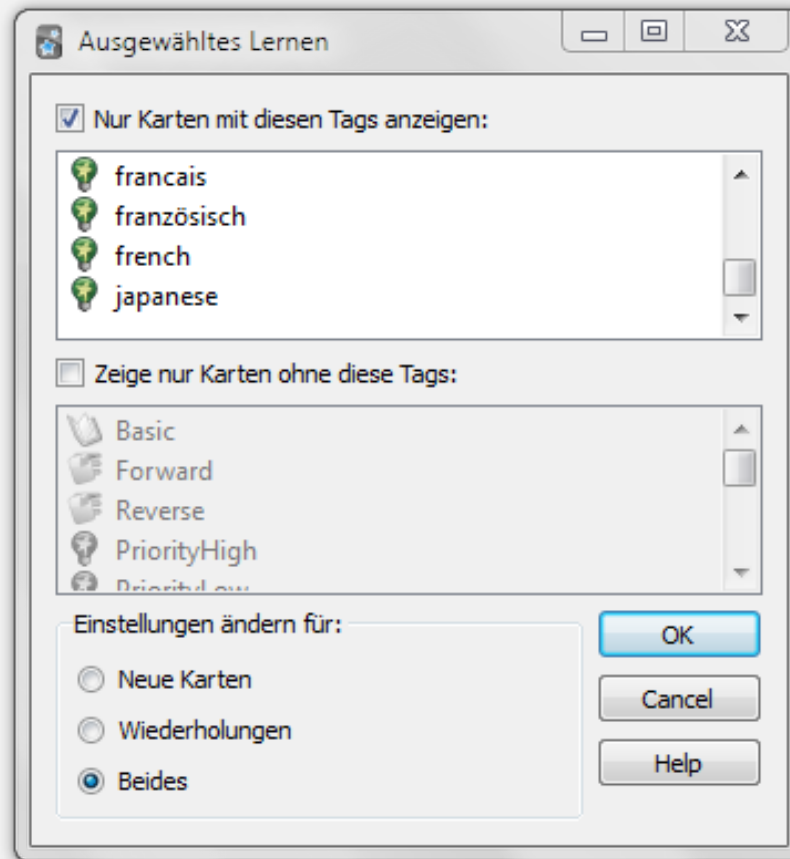 Ausgewähltes Lernen
Nur Karten mit diesen Tags anzeigen:
francais
französisch
french
japanese
Zeige nur Karten ohne diese Tags:
Basic
Forward
Reverse
PriorityHigh
PriorityLow
Einstellungen ändern für:
Neue Karten
Wiederholungen
Beides
OK
Cancel
Help